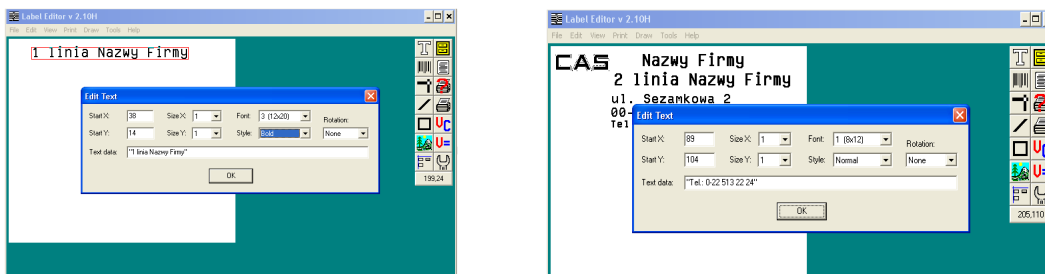 Label Editor v 2.10H
File Edit View Print Draw Tools Help
1 linia Nazwy Firmy
Edit Text
Start X: 38 Size X: 1 Font: 3 (12x20) Rotation:
Start Y: 14 Size Y: 1 Style: Bold None
Text data: "1 linia Nazwy Firmy"
OK
199,24
Label Editor v 2.10H
File Edit View Print Draw Tools Help
CAS Nazwy Firmy
2 linia Nazwy Firmy
ul. Sezamkowa 2
00-
Tel
Edit Text
Start X: 89 Size X: 1 Font: 1 (8x12) Rotation:
Start Y: 104 Size Y: 1 Style: Normal None
Text data: "Tel.: 0-22 513 22 24"
OK
205,110